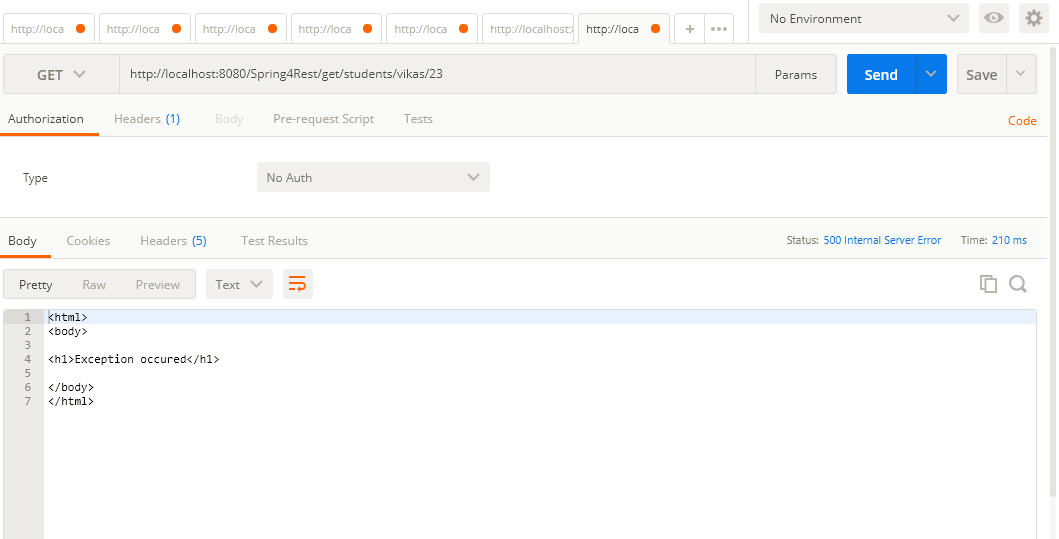 http://loca http://loca http://loca http://loca http://loca http://localhost: http://loca + ••• No Environment
GET http://localhost:8080/Spring4Rest/get/students/vikas/23 Params Send Save
Authorization Headers (1) Body Pre-request Script Tests Code
Type No Auth
Body Cookies Headers (5) Test Results Status: 500 Internal Server Error Time: 210 ms
Pretty Raw Preview Text
1 <html>
2 <body>
3
4 <h1>Exception occured</h1>
5
6 </body>
7 </html>